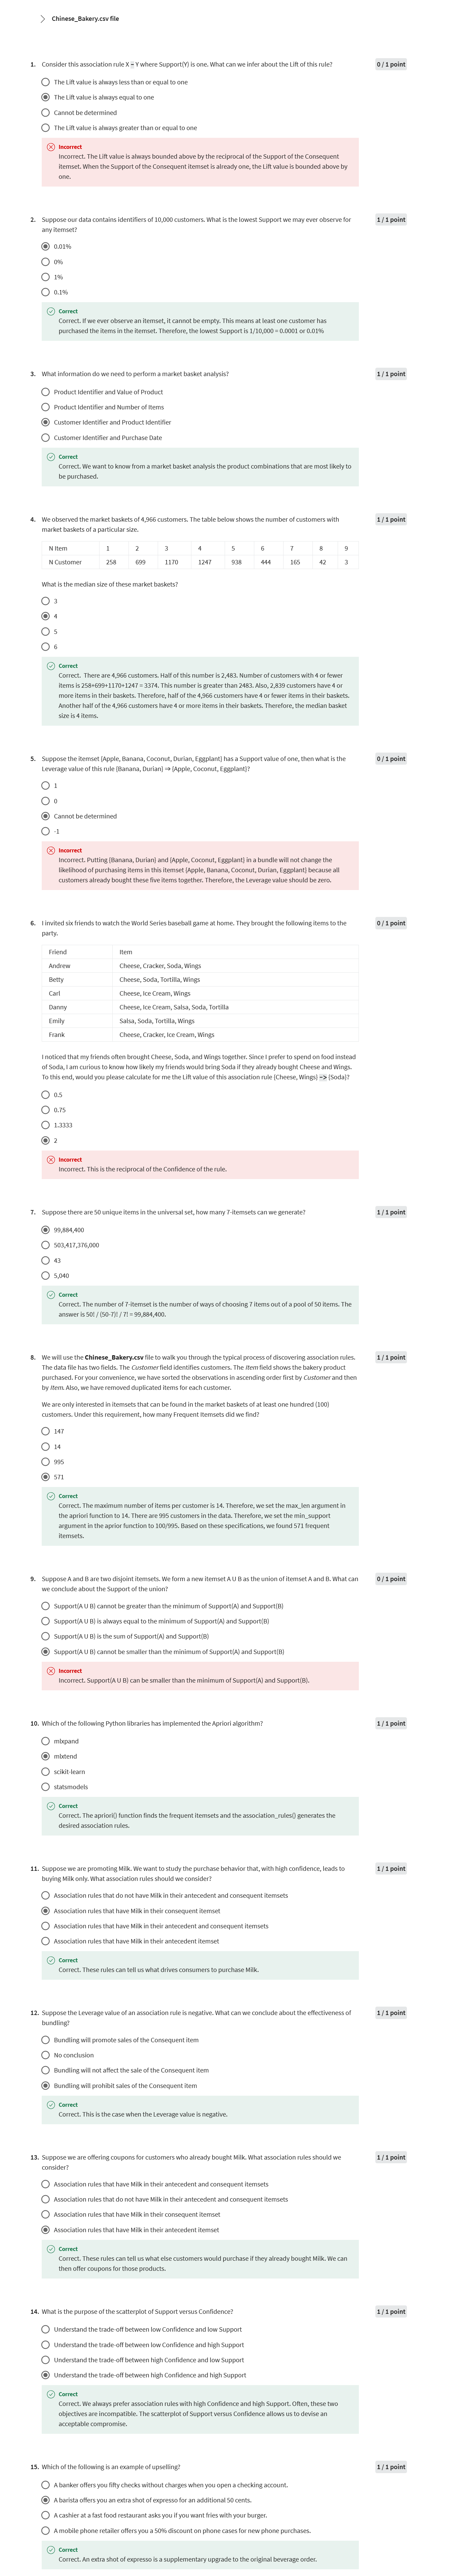 Chinese_Bakery.csv file
1. Consider this association rule X → Y where Support(Y) is one. What can we infer about the Lift of this rule?
0 / 1 point
The Lift value is always less than or equal to one
The Lift value is always equal to one
Cannot be determined
The Lift value is always greater than or equal to one
Incorrect
Incorrect. The Lift value is always bounded above by the reciprocal of the Support of the Consequent
itemset. When the Support of the Consequent itemset is already one, the Lift value is bounded above by
one.
2. Suppose our data contains identifiers of 10,000 customers. What is the lowest Support we may ever observe for
any itemset?
1 / 1 point
0.01%
0%
1%
0.1%
Correct
Correct. If we ever observe an itemset, it cannot be empty. This means at least one customer has
purchased the items in the itemset. Therefore, the lowest Support is 1/10,000 = 0.0001 or 0.01%
3. What information do we need to perform a market basket analysis?
1 / 1 point
Product Identifier and Value of Product
Product Identifier and Number of Items
Customer Identifier and Product Identifier
Customer Identifier and Purchase Date
Correct
Correct. We want to know from a market basket analysis the product combinations that are most likely to
be purchased.
4. We observed the market baskets of 4,966 customers. The table below shows the number of customers with
market baskets of a particular size.
1 / 1 point
N Item 1 2 3 4 5 6 7 8 9
N Customer 258 699 1170 1247 938 444 165 42 3
What is the median size of these market baskets?
3
4
5
6
Correct
Correct. There are 4,966 customers. Half of this number is 2,483. Number of customers with 4 or fewer
items is 258+699+1170+1247 = 3374. This number is greater than 2483. Also, 2,839 customers have 4 or
more items in their baskets. Therefore, half of the 4,966 customers have 4 or fewer items in their baskets.
Another half of the 4,966 customers have 4 or more items in their baskets. Therefore, the median basket
size is 4 items.
5. Suppose the itemset {Apple, Banana, Coconut, Durian, Eggplant} has a Support value of one, then what is the
Leverage value of this rule {Banana, Durian} → {Apple, Coconut, Eggplant}?
0 / 1 point
1
0
Cannot be determined
-1
Incorrect
Incorrect. Putting {Banana, Durian} and {Apple, Coconut, Eggplant} in a bundle will not change the
likelihood of purchasing items in this itemset {Apple, Banana, Coconut, Durian, Eggplant} because all
customers already bought these five items together. Therefore, the Leverage value should be zero.
6. I invited six friends to watch the World Series baseball game at home. They brought the following items to the
party.
0 / 1 point
Friend Item
Andrew Cheese, Cracker, Soda, Wings
Betty Cheese, Soda, Tortilla, Wings
Carl Cheese, Ice Cream, Wings
Danny Cheese, Ice Cream, Salsa, Soda, Tortilla
Emily Salsa, Soda, Tortilla, Wings
Frank Cheese, Cracker, Ice Cream, Wings
I noticed that my friends often brought Cheese, Soda, and Wings together. Since I prefer to spend on food instead
of Soda, I am curious to know how likely my friends would bring Soda if they already bought Cheese and Wings.
To this end, would you please calculate for me the Lift value of this association rule {Cheese, Wings} => {Soda}?
0.5
0.75
1.3333
2
Incorrect
Incorrect. This is the reciprocal of the Confidence of the rule.
7. Suppose there are 50 unique items in the universal set, how many 7-itemsets can we generate?
1 / 1 point
99,884,400
503,417,376,000
43
5,040
Correct
Correct. The number of 7-itemset is the number of ways of choosing 7 items out of a pool of 50 items. The
answer is 50! / (50-7)! / 7! = 99,884,400.
8. We will use the Chinese_Bakery.csv file to walk you through the typical process of discovering association rules.
The data file has two fields. The Customer field identifies customers. The Item field shows the bakery product
purchased. For your convenience, we have sorted the observations in ascending order first by Customer and then
by Item. Also, we have removed duplicated items for each customer.
1 / 1 point
We are only interested in itemsets that can be found in the market baskets of at least one hundred (100)
customers. Under this requirement, how many Frequent Itemsets did we find?
147
14
995
571
Correct
Correct. The maximum number of items per customer is 14. Therefore, we set the max_len argument in
the apriori function to 14. There are 995 customers in the data. Therefore, we set the min_support
argument in the aprior function to 100/995. Based on these specifications, we found 571 frequent
itemsets.
9. Suppose A and B are two disjoint itemsets. We form a new itemset A U B as the union of itemset A and B. What can
we conclude about the Support of the union?
0 / 1 point
Support(A U B) cannot be greater than the minimum of Support(A) and Support(B)
Support(A U B) is always equal to the minimum of Support(A) and Support(B)
Support(A U B) is the sum of Support(A) and Support(B)
Support(A U B) cannot be smaller than the minimum of Support(A) and Support(B)
Incorrect
Incorrect. Support(A U B) can be smaller than the minimum of Support(A) and Support(B).
10. Which of the following Python libraries has implemented the Apriori algorithm?
1 / 1 point
mlxpand
mlxtend
scikit-learn
statsmodels
Correct
Correct. The apriori() function finds the frequent itemsets and the association_rules() generates the
desired association rules.
11. Suppose we are promoting Milk. We want to study the purchase behavior that, with high confidence, leads to
buying Milk only. What association rules should we consider?
1 / 1 point
Association rules that do not have Milk in their antecedent and consequent itemsets
Association rules that have Milk in their consequent itemset
Association rules that have Milk in their antecedent and consequent itemsets
Association rules that have Milk in their antecedent itemset
Correct
Correct. These rules can tell us what drives consumers to purchase Milk.
12. Suppose the Leverage value of an association rule is negative. What can we conclude about the effectiveness of
bundling?
1 / 1 point
Bundling will promote sales of the Consequent item
No conclusion
Bundling will not affect the sale of the Consequent item
Bundling will prohibit sales of the Consequent item
Correct
Correct. This is the case when the Leverage value is negative.
13. Suppose we are offering coupons for customers who already bought Milk. What association rules should we
consider?
1 / 1 point
Association rules that have Milk in their antecedent and consequent itemsets
Association rules that do not have Milk in their antecedent and consequent itemsets
Association rules that have Milk in their consequent itemset
Association rules that have Milk in their antecedent itemset
Correct
Correct. These rules can tell us what else customers would purchase if they already bought Milk. We can
then offer coupons for those products.
14. What is the purpose of the scatterplot of Support versus Confidence?
1 / 1 point
Understand the trade-off between low Confidence and low Support
Understand the trade-off between low Confidence and high Support
Understand the trade-off between high Confidence and low Support
Understand the trade-off between high Confidence and high Support
Correct
Correct. We always prefer association rules with high Confidence and high Support. Often, these two
objectives are incompatible. The scatterplot of Support versus Confidence allows us to devise an
acceptable compromise.
15. Which of the following is an example of upselling?
1 / 1 point
A banker offers you fifty checks without charges when you open a checking account.
A barista offers you an extra shot of expresso for an additional 50 cents.
A cashier at a fast food restaurant asks you if you want fries with your burger.
A mobile phone retailer offers you a 50% discount on phone cases for new phone purchases.
Correct
Correct. An extra shot of expresso is a supplementary upgrade to the original beverage order.